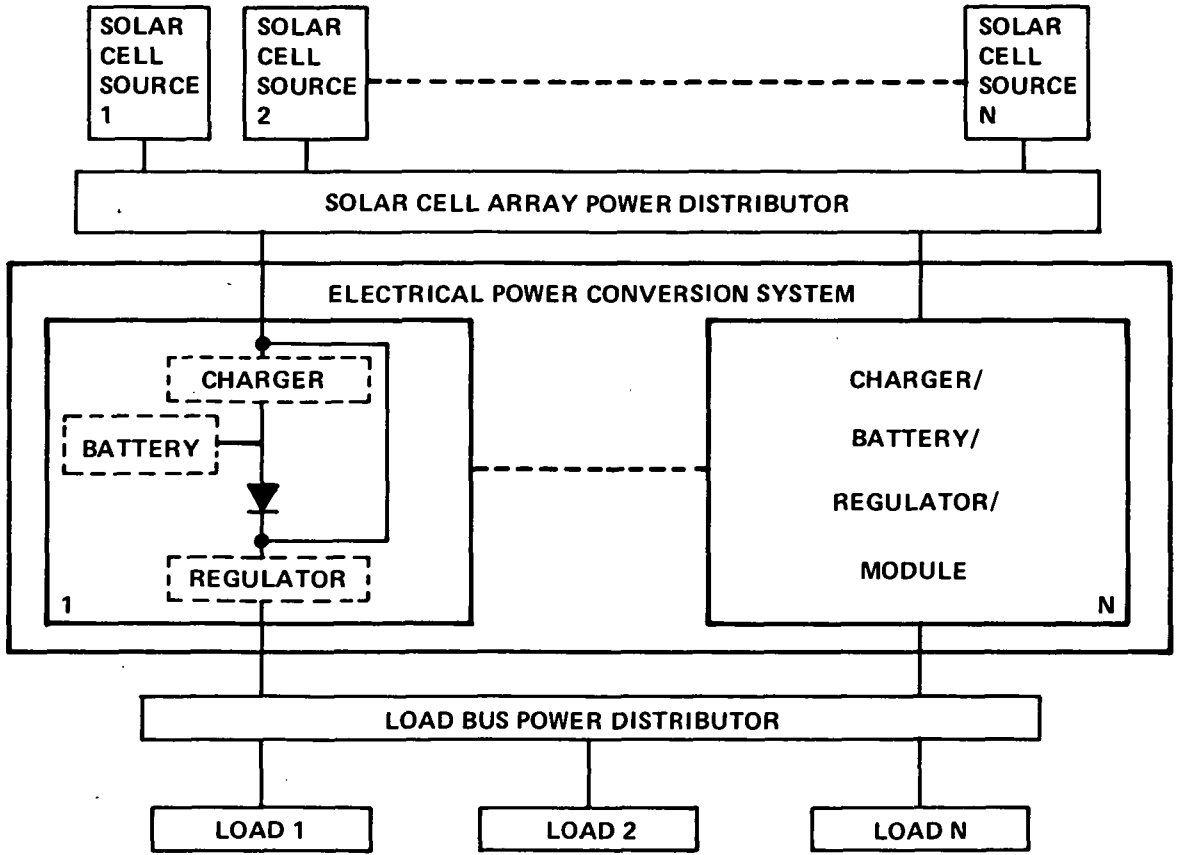 SOLAR
CELL
SOURCE
1
SOLAR
CELL
SOURCE
2
SOLAR
CELL
SOURCE
N
SOLAR CELL ARRAY POWER DISTRIBUTOR
ELECTRICAL POWER CONVERSION SYSTEM
CHARGER
BATTERY
REGULATOR
1
CHARGER/
BATTERY/
REGULATOR/
MODULE
N
LOAD BUS POWER DISTRIBUTOR
LOAD 1
LOAD 2
LOAD N